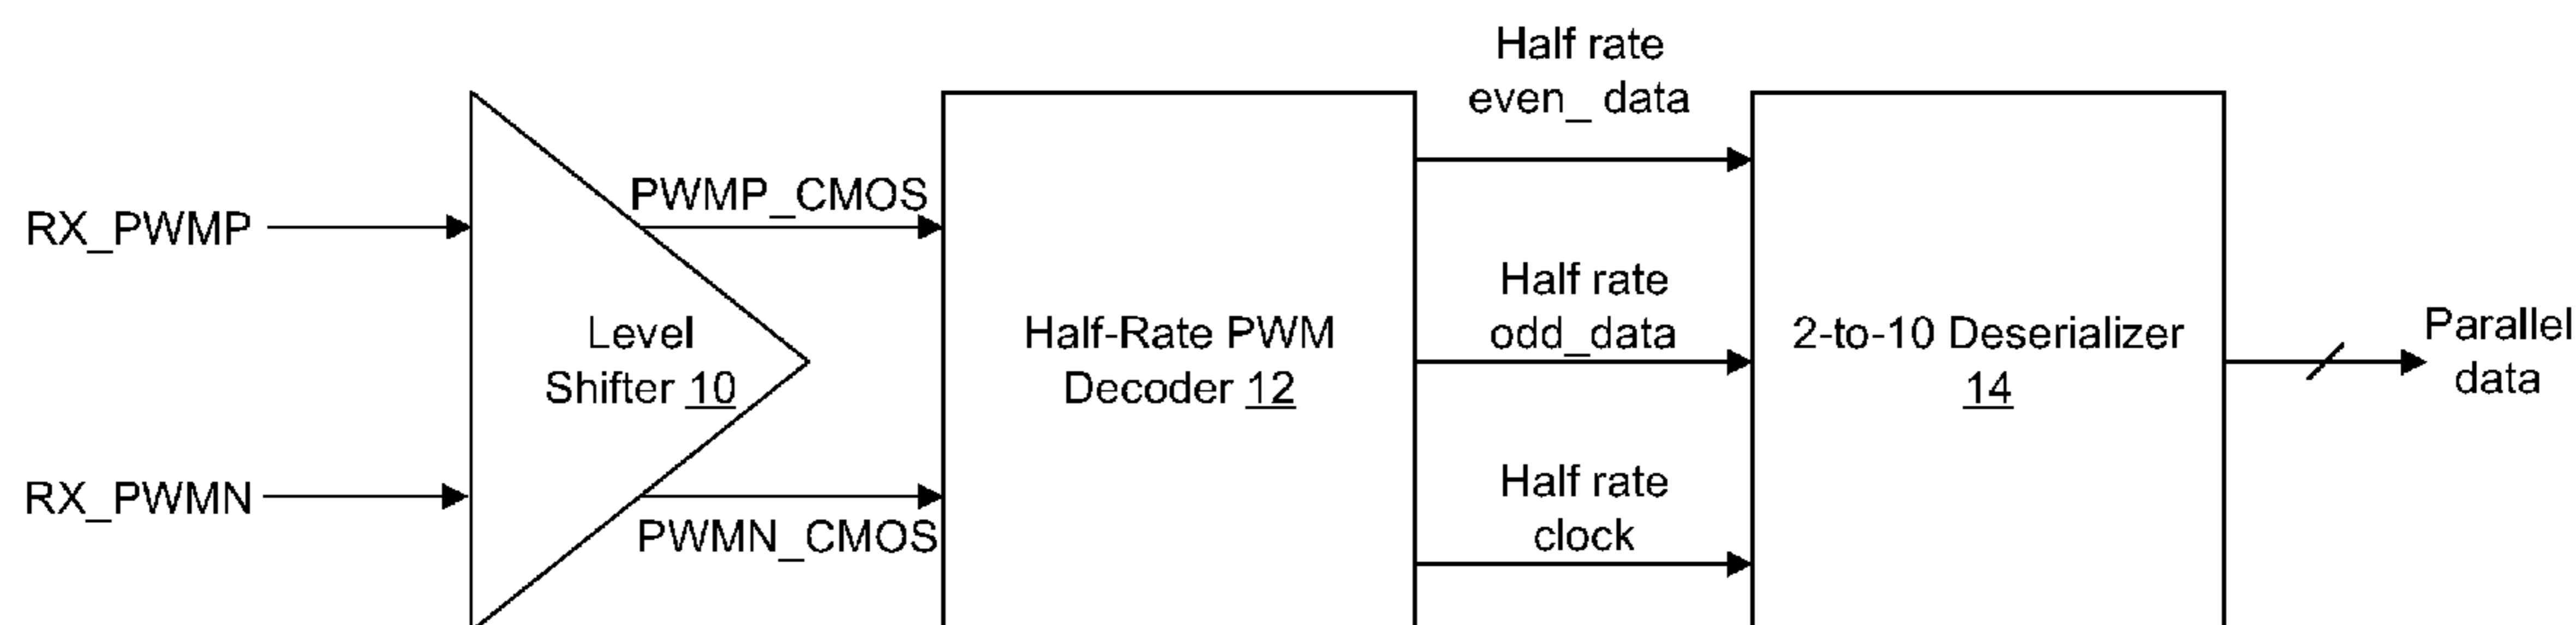 Half rate
even_ data
PWMP_CMOS
RX_PWMP
Half rate
odd_data
Level
Shifter 10
Half-Rate PWM
Decoder 12
2-to-10 Deserializer
14
Parallel
data
Half rate
clock
RX_PWMN
PWMN_CMOS